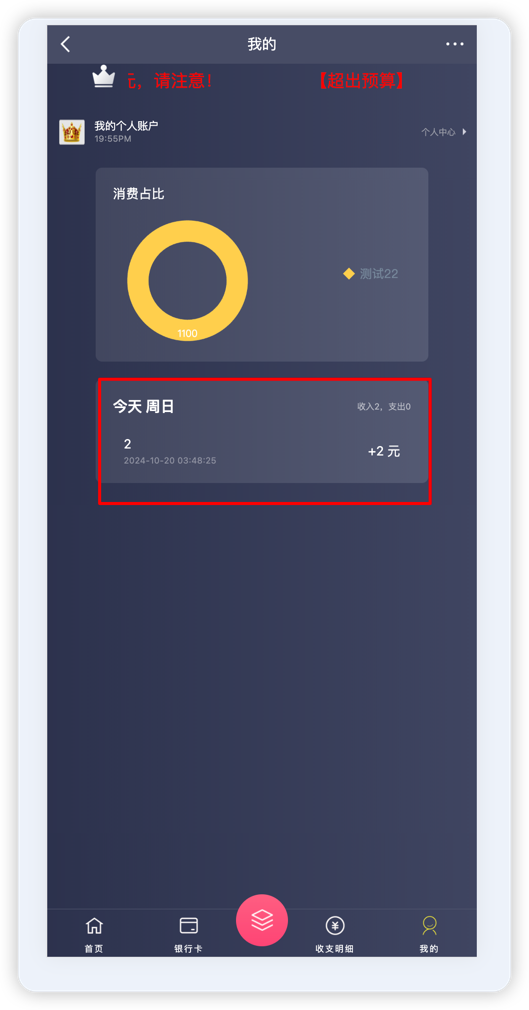 我的
元，请注意！ 【超出预算】
我的个人账户
19:55PM
个人中心
消费占比
测试22
1100
今天 周日
收入2，支出0
2
+2 元
2024-10-20 03:48:25
首页
银行卡
收支明细
我的